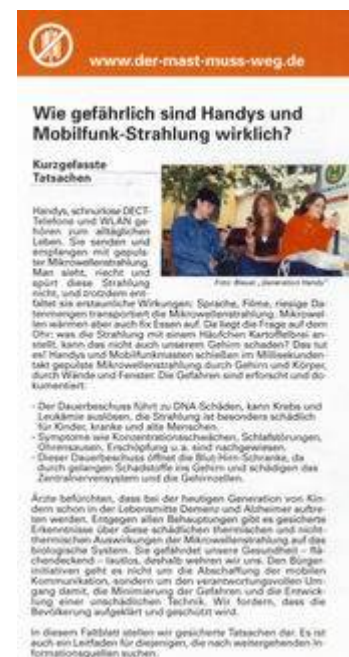 www.der-mast-muss-weg.de
Wie gefährlich sind Handys und
Mobilfunk-Strahlung wirklich?
Kurzgefasste
Tatsachen
Handys, schnurlose DECT-
Telefone und WLAN ge-
hören zum alltäglichen
Leben. Sie senden und
empfangen mit gepuls-
ter Mikrowellenstrahlung.
Man sieht, riecht und
spürt diese Strahlung
nicht, und trotzdem ent-
Foto: Blauel „Generation Handy“
faltet sie erstaunliche Wirkungen: Sprache, Filme, riesige Da-
tenmengen transportiert die Mikrowellenstrahlung. Mikrowel-
len wärmen aber auch fix Essen auf. Da liegt die Frage auf dem
Ohr: was die Strahlung mit einem Häufchen Kartoffelbrei an-
stellt, kann das nicht auch unserem Gehirn schaden? Das tut
es! Handys und Mobilfunkmasten schießen im Millisekunden-
takt gepulste Mikrowellenstrahlung durch Gehirn und Körper,
durch Wände und Fenster. Die Gefahren sind erforscht und do-
kumentiert:
- Der Dauerbeschuss führt zu DNA-Schäden, kann Krebs und
Leukämie auslösen, die Strahlung ist besonders schädlich
für Kinder, kranke und alte Menschen.
- Symptome wie Konzentrationsschwächen, Schlafstörungen,
Ohrensausen, Erschöpfung u.a. sind nachgewiesen.
- Dieser Dauerbeschuss öffnet die Blut-Hirn-Schranke, da-
durch gelangen Schadstoffe ins Gehirn und schädigen das
Zentralnervensystem und die Gehirnzellen.
Ärzte befürchten, dass bei der heutigen Generation von Kin-
dern schon in der Lebensmitte Demenz und Alzheimer auftre-
ten werden. Entgegen allen Behauptungen gibt es gesicherte
Erkenntnisse über diese schädlichen thermischen und nicht-
thermischen Auswirkungen der Mikrowellenstrahlung auf das
biologische System. Sie gefährdet unsere Gesundheit – flä-
chendeckend – lautlos, deshalb wehren wir uns. Den Bürger-
initiativen geht es nicht um die Abschaffung der mobilen
Kommunikation, sondern um den verantwortungsvollen Um-
gang damit, die Minimierung der Gefahren und die Entwick-
lung einer unschädlichen Technik. Wir fordern, dass die
Bevölkerung aufgeklärt und geschützt wird.
In diesem Faltblatt stellen wir gesicherte Tatsachen dar. Es ist
auch ein Leitfaden für diejenigen, die nach weitergehenden In-
formationsquellen suchen.